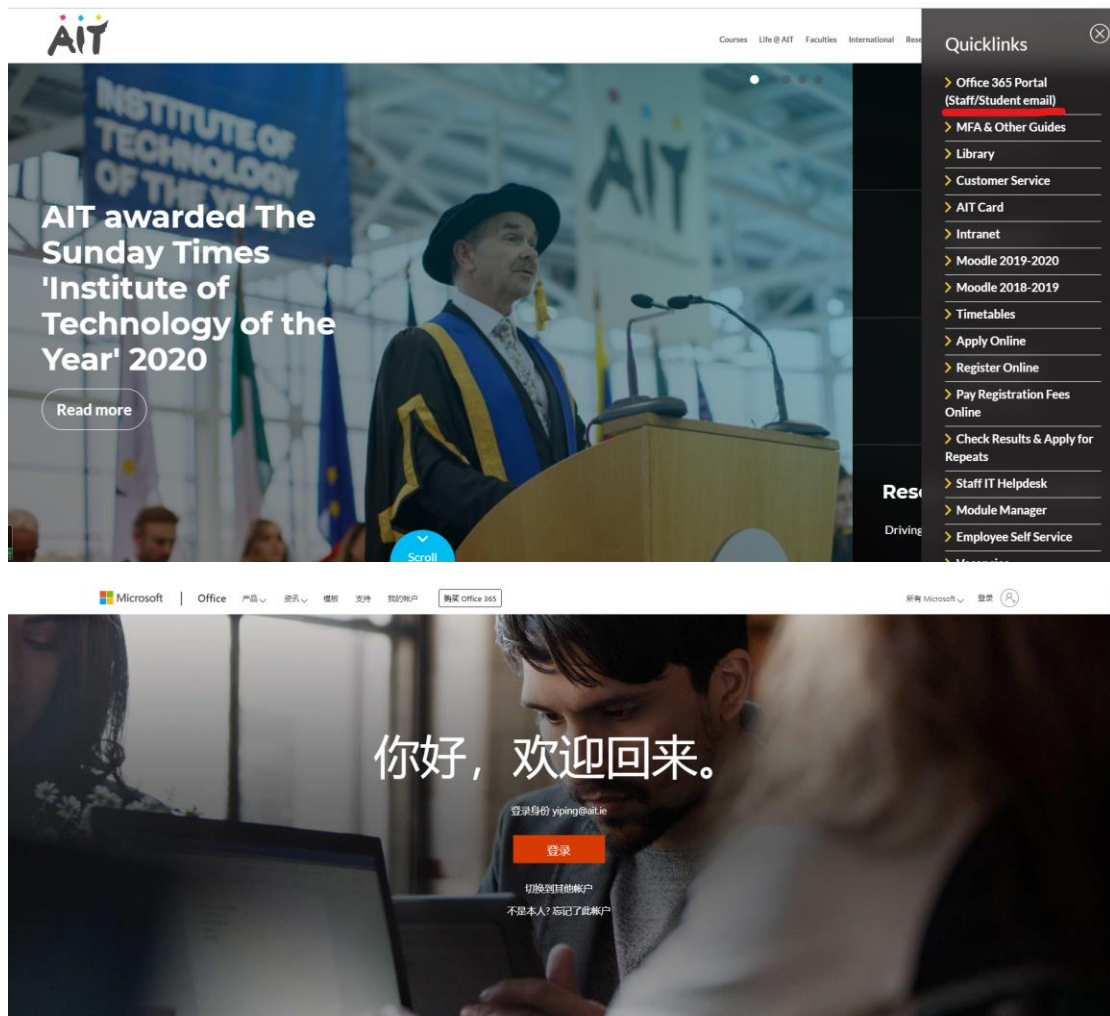 AIT
Courses Life @ AIT Faculties International Rese
Quicklinks
Office 365 Portal
(Staff/Student email)
MFA & Other Guides
Library
Customer Service
AIT Card
Intranet
Moodle 2019-2020
Moodle 2018-2019
Timetables
Apply Online
Register Online
Pay Registration Fees
Online
Check Results & Apply for
Repeats
Staff IT Helpdesk
Module Manager
Employee Self Service
Vacancies
INSTITUTE OF
TECHNOLOGY
OF THE YEAR
AIT
AIT awarded The
Sunday Times
'Institute of
Technology of the
Year' 2020
Read more
Scroll
Rese
Driving
Microsoft | Office 产品 资讯 模板 支持 我的帐户 购买 Office 365
所有 Microsoft 登录
你好，欢迎回来。
登录身份 yiping@ait.ie
登录
切换到其他帐户
不是本人? 忘记了此帐户